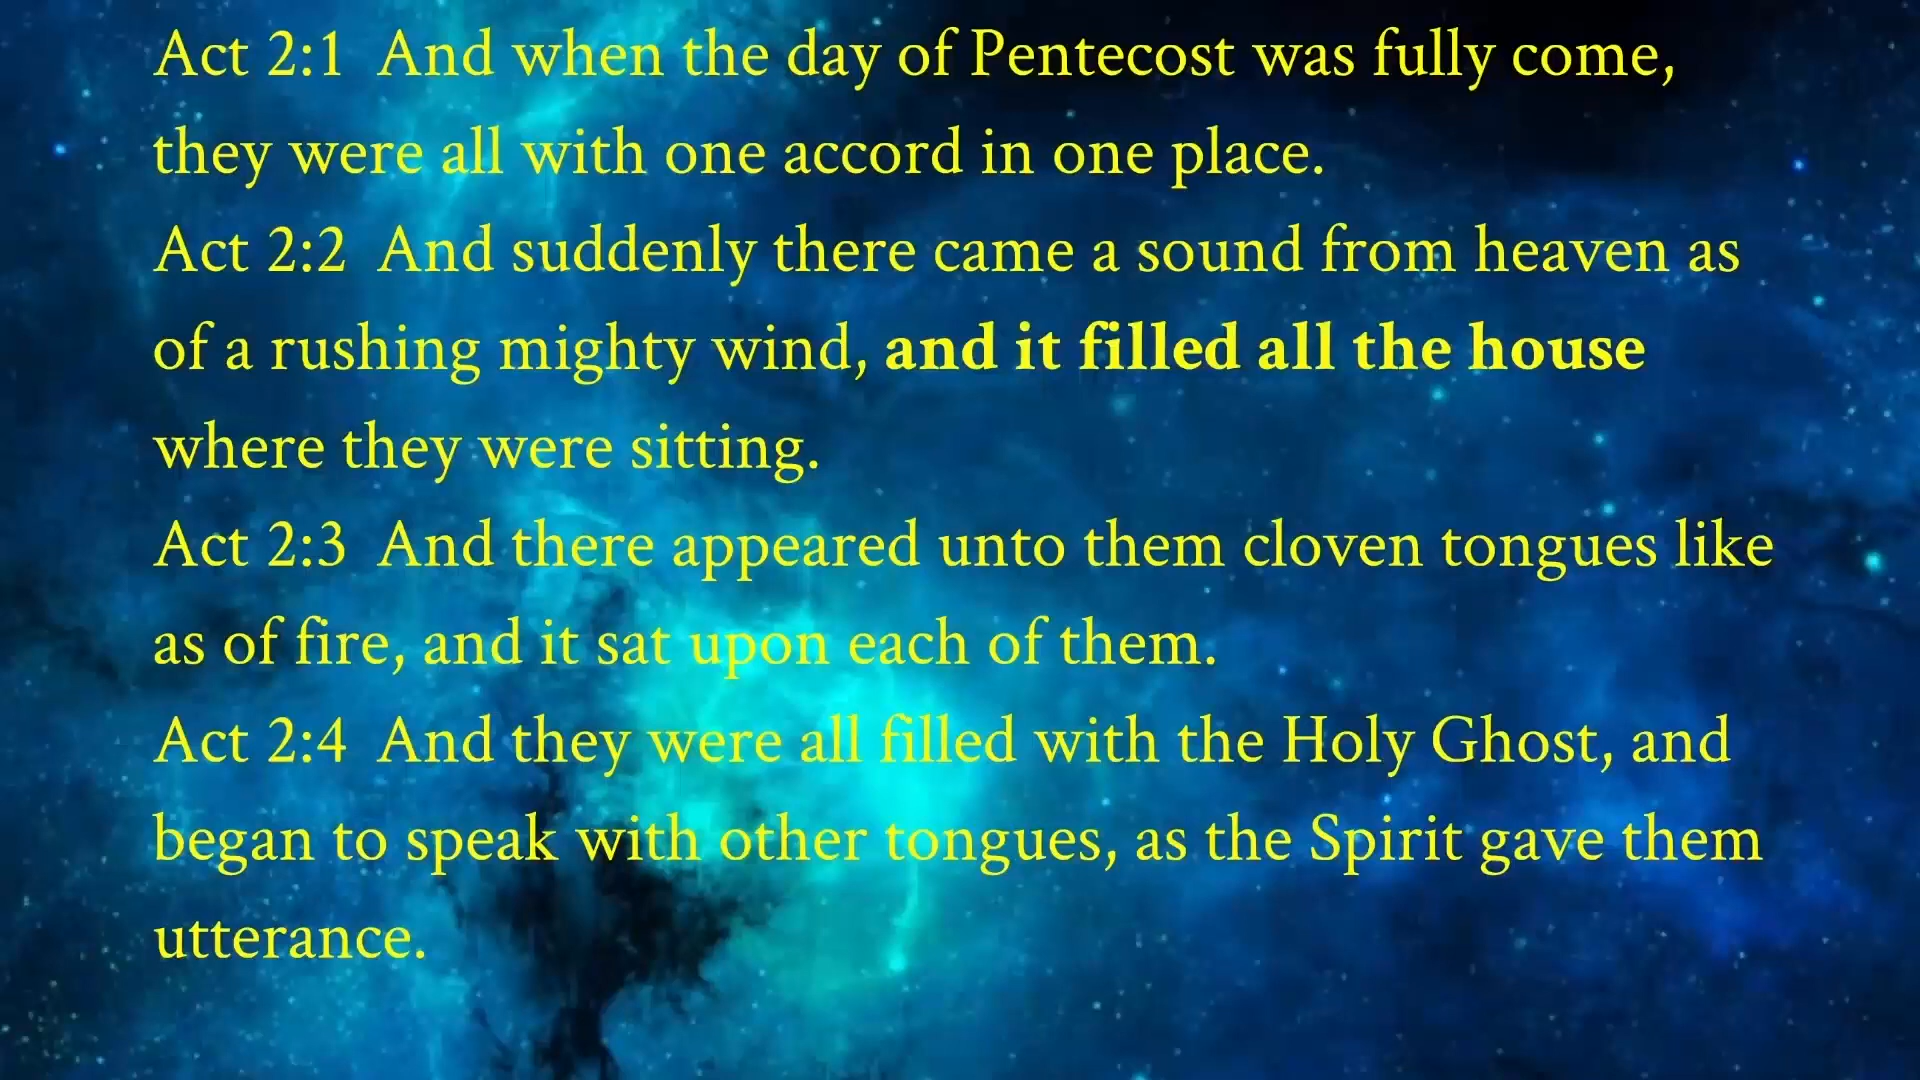 Act 2:1  And when the day of Pentecost was fully come,
they were all with one accord in one place.
Act 2:2  And suddenly there came a sound from heaven as
of a rushing mighty wind, and it filled all the house
where they were sitting.
Act 2:3  And there appeared unto them cloven tongues like
as of fire, and it sat upon each of them.
Act 2:4  And they were all filled with the Holy Ghost, and
began to speak with other tongues, as the Spirit gave them
utterance.